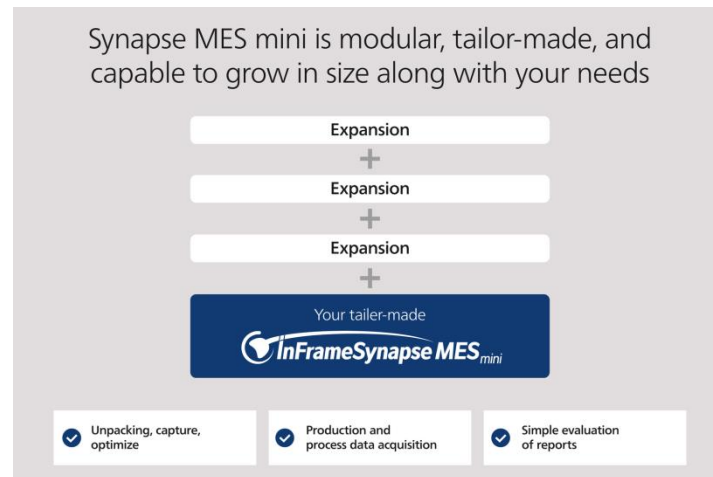 Synapse MES mini is modular, tailor-made, and
capable to grow in size along with your needs
Expansion
+
Expansion
+
Expansion
+
Your tailer-made
InFrameSynapse MES mini
Unpacking, capture,
optimize
Production and
process data acquisition
Simple evaluation
of reports